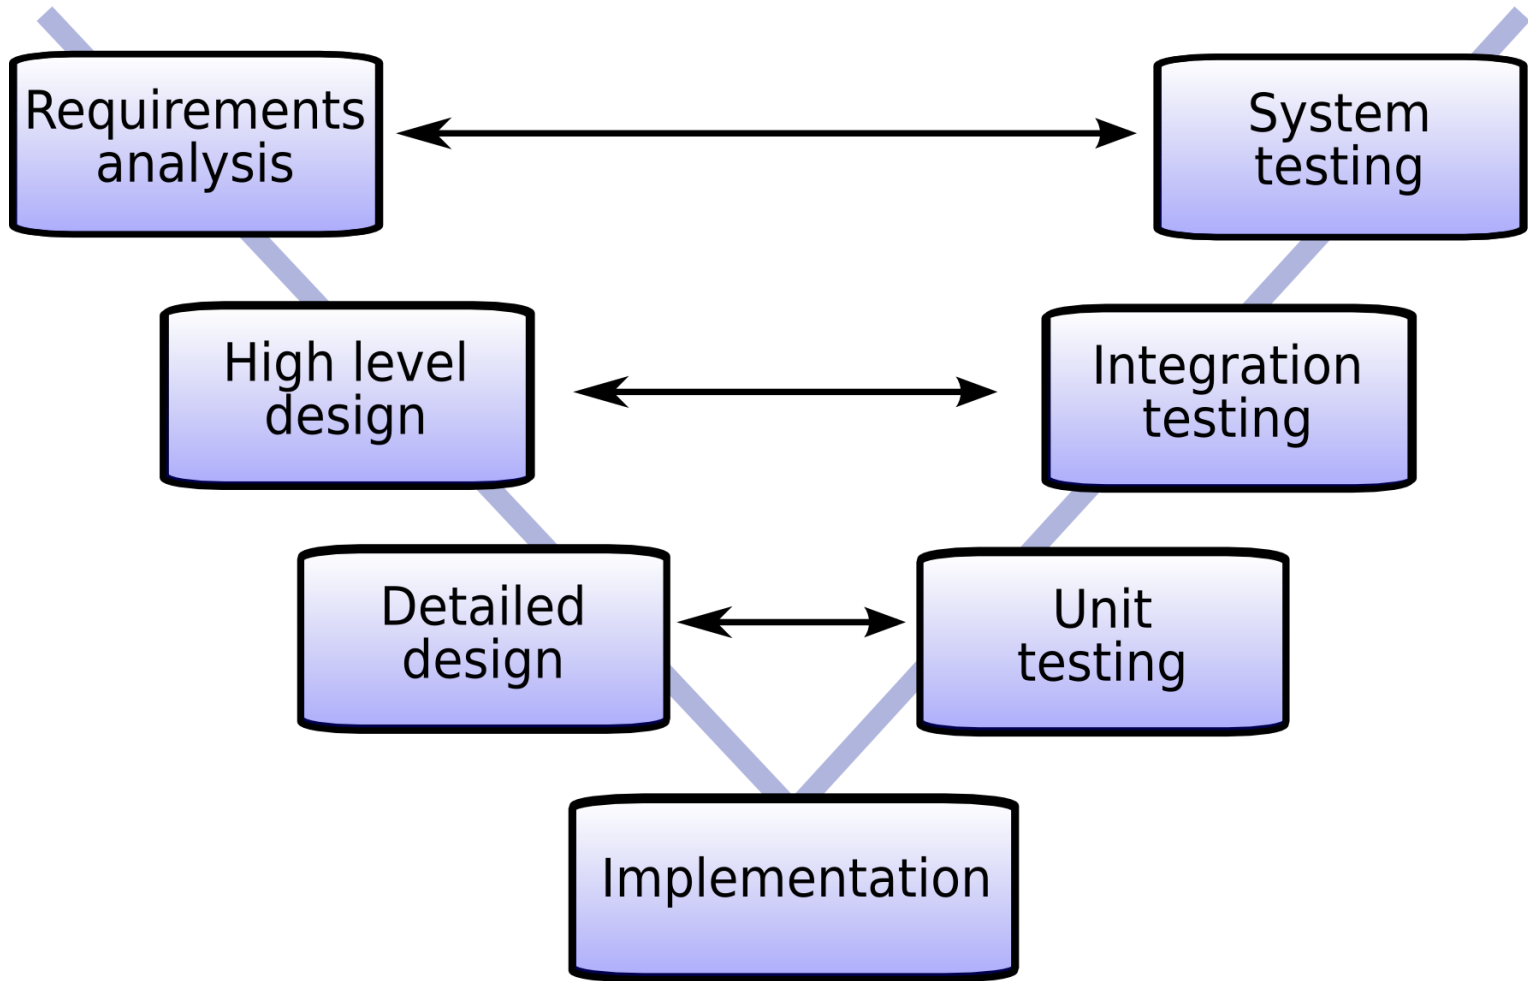 Requirements
analysis
System
testing
High level
design
Integration
testing
Detailed
design
Unit
testing
Implementation